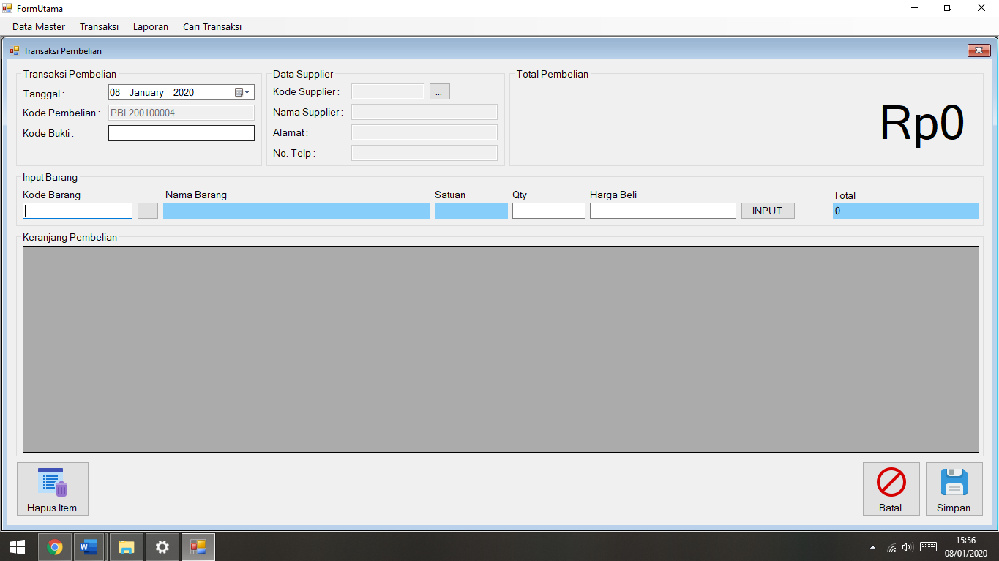 FormUtama
Data Master Transaksi Laporan Cari Transaksi
Transaksi Pembelian
Transaksi Pembelian
Tanggal :
08 January 2020
Kode Pembelian :
PBL200100004
Kode Bukti :
Data Supplier
Kode Supplier :
...
Nama Supplier :
Alamat :
No. Telp :
Total Pembelian
Rp0
Input Barang
Kode Barang Nama Barang Satuan Qty Harga Beli Total
... INPUT 0
Keranjang Pembelian
Hapus Item Batal Simpan
15:56
08/01/2020